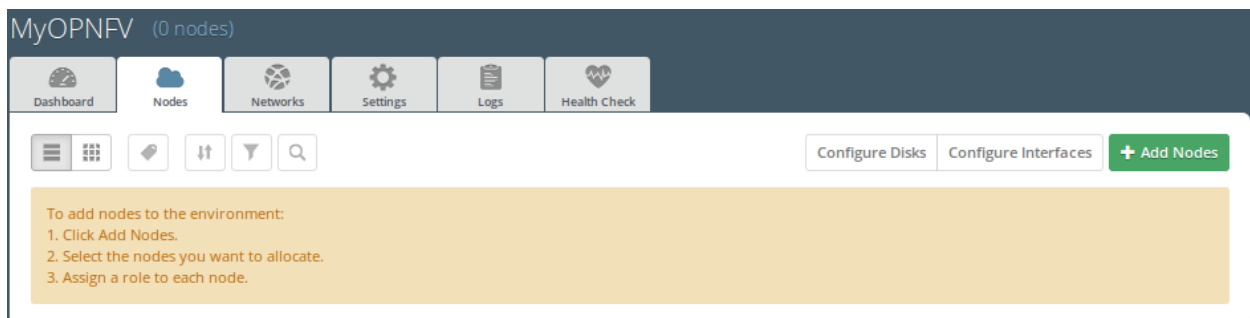 MyOPNFV (0 nodes)
Dashboard Nodes Networks Settings Logs Health Check
Configure Disks Configure Interfaces + Add Nodes
To add nodes to the environment:
1. Click Add Nodes.
2. Select the nodes you want to allocate.
3. Assign a role to each node.